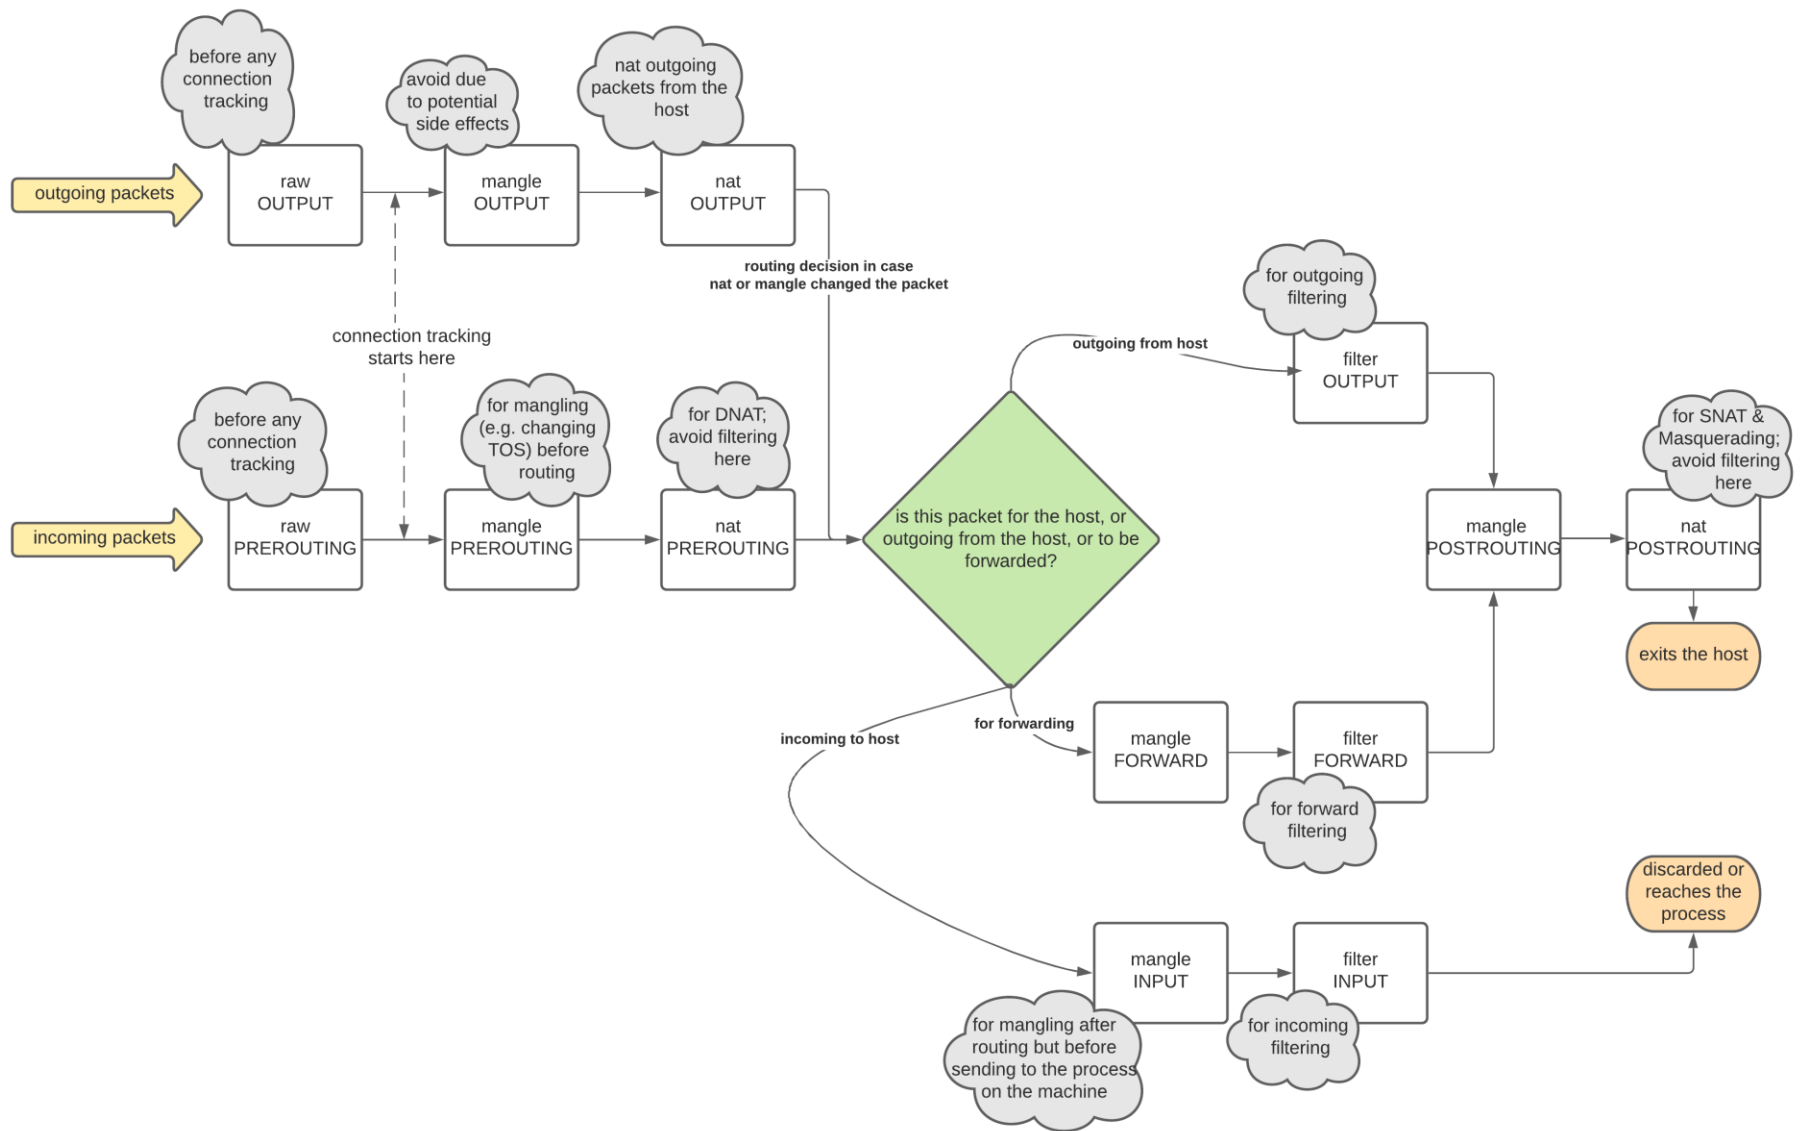 before any
connection
tracking
avoid due
to potential
side effects
nat outgoing
packets from the
host
outgoing packets
raw
OUTPUT
mangle
OUTPUT
nat
OUTPUT
routing decision in case
nat or mangle changed the packet
for outgoing
filtering
connection tracking
starts here
outgoing from host
filter
OUTPUT
before any
connection
tracking
for mangling
(e.g. changing
TOS) before
routing
for DNAT;
avoid filtering
here
for SNAT &
Masquerading;
avoid filtering
here
incoming packets
raw
PREROUTING
mangle
PREROUTING
nat
PREROUTING
is this packet for the host, or
outgoing from the host, or to be
forwarded?
mangle
POSTROUTING
nat
POSTROUTING
exits the host
incoming to host
for forwarding
mangle
FORWARD
filter
FORWARD
for forward
filtering
discarded or
reaches the
process
mangle
INPUT
filter
INPUT
for mangling after
routing but before
sending to the process
on the machine
for incoming
filtering